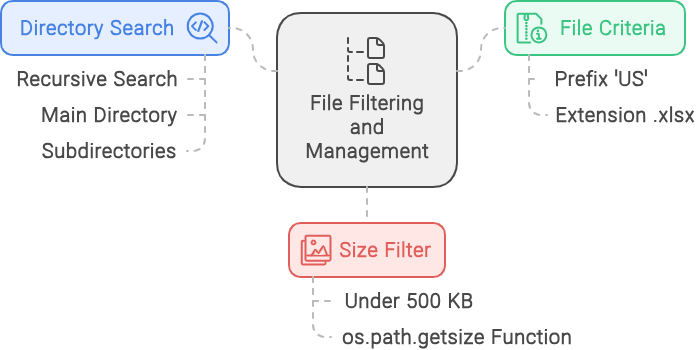 Directory Search
Recursive Search
Main Directory
Subdirectories
File Filtering
and
Management
File Criteria
Prefix 'US'
Extension .xlsx
Size Filter
Under 500 KB
os.path.getsize Function